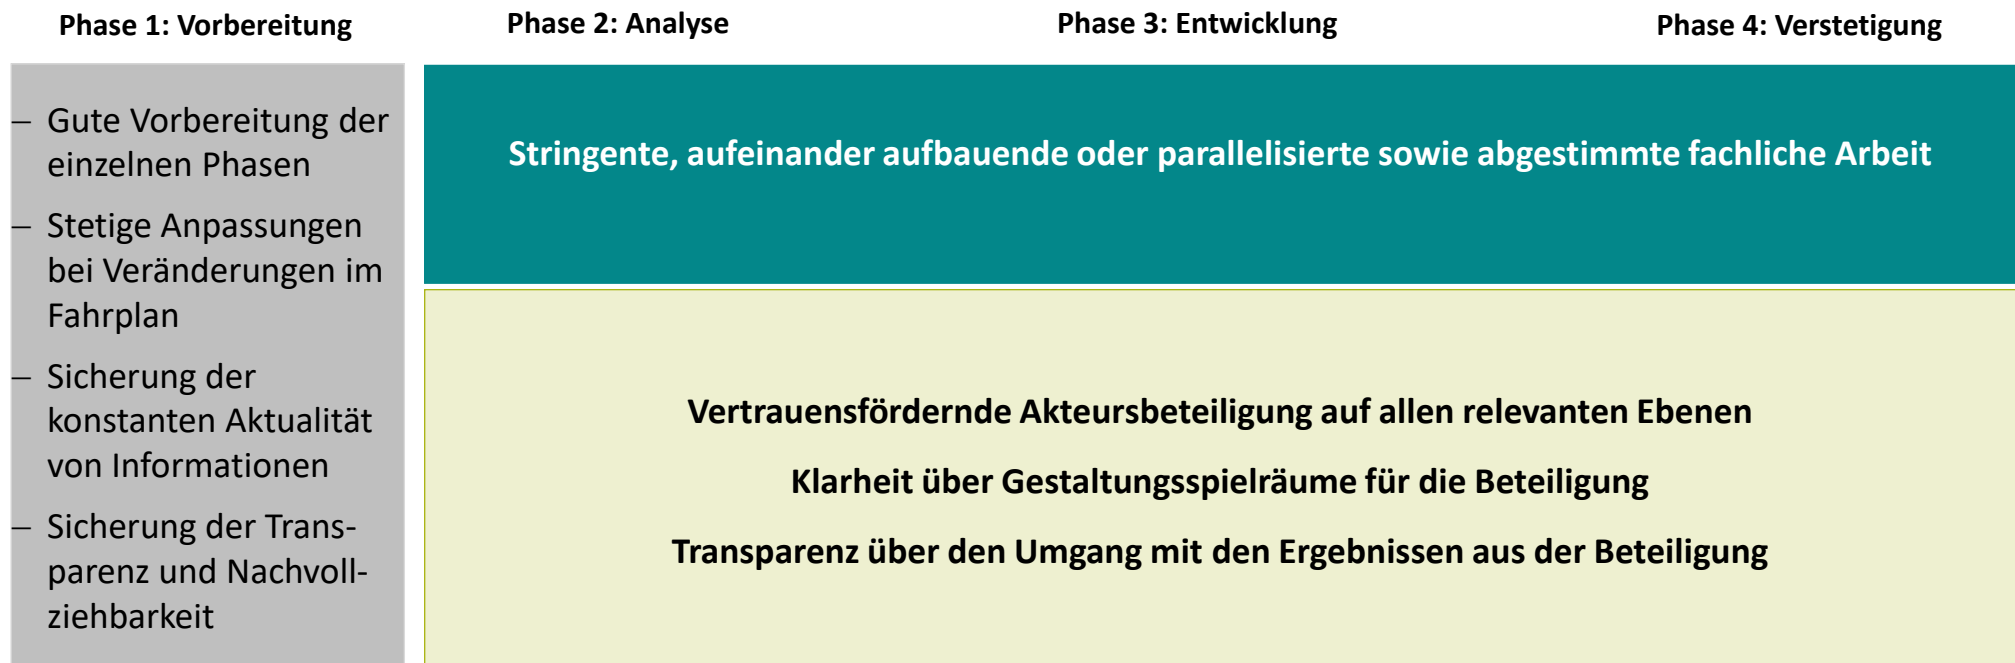 Phase 1: Vorbereitung
Phase 2: Analyse
Phase 3: Entwicklung
Phase 4: Verstetigung
– Gute Vorbereitung der
einzelnen Phasen
– Stetige Anpassungen
bei Veränderungen im
Fahrplan
– Sicherung der
konstanten Aktualität
von Informationen
– Sicherung der Trans-
parenz und Nachvoll-
ziehbarkeit
Stringente, aufeinander aufbauende oder parallelisierte sowie abgestimmte fachliche Arbeit
Vertrauensfördernde Akteursbeteiligung auf allen relevanten Ebenen
Klarheit über Gestaltungsspielräume für die Beteiligung
Transparenz über den Umgang mit den Ergebnissen aus der Beteiligung